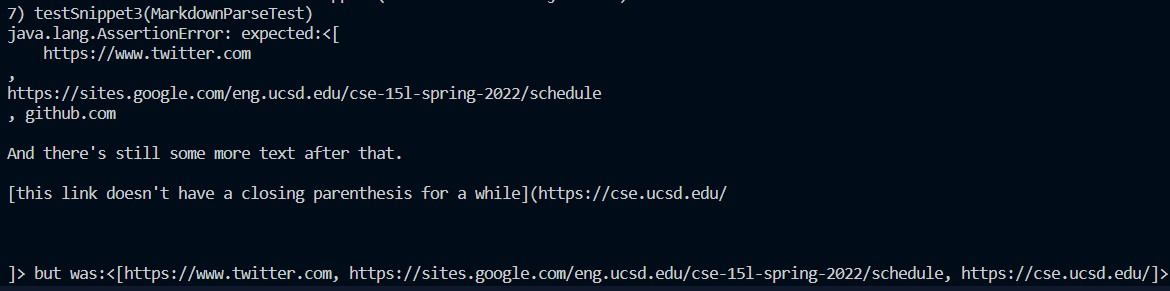 7) testSnippet3(MarkdownParseTest)
java.lang.AssertionError: expected:<[
    https://www.twitter.com
,
https://sites.google.com/eng.ucsd.edu/cse-15l-spring-2022/schedule
, github.com

And there's still some more text after that.

[this link doesn't have a closing parenthesis for a while](https://cse.ucsd.edu/



]> but was:<[https://www.twitter.com, https://sites.google.com/eng.ucsd.edu/cse-15l-spring-2022/schedule, https://cse.ucsd.edu/]>